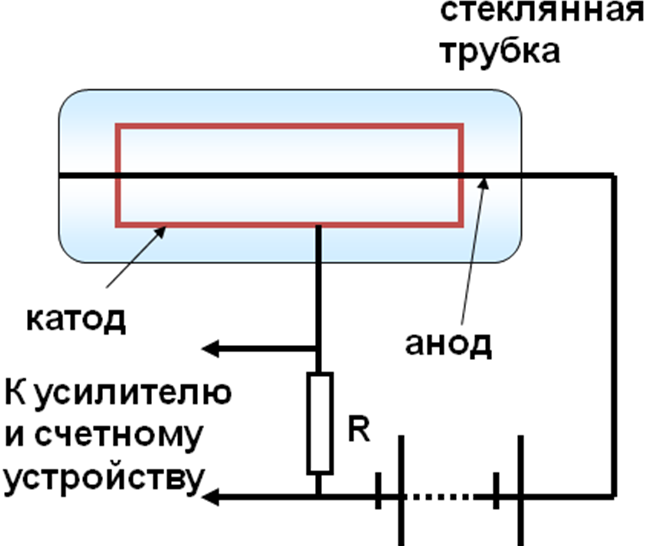 стеклянная
трубка
катод
анод
К усилителю
и счетному
устройству
R